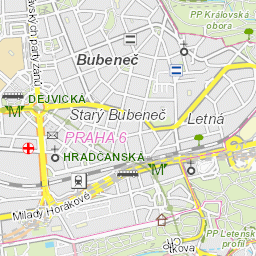 PP Královská
obora
Bubeneč
DEJVICKÁ
M
Starý Bubeneč
Letná
PRAHA 6
HRADČANSKÁ
M
Milady Horákové
PP Letenský
profil